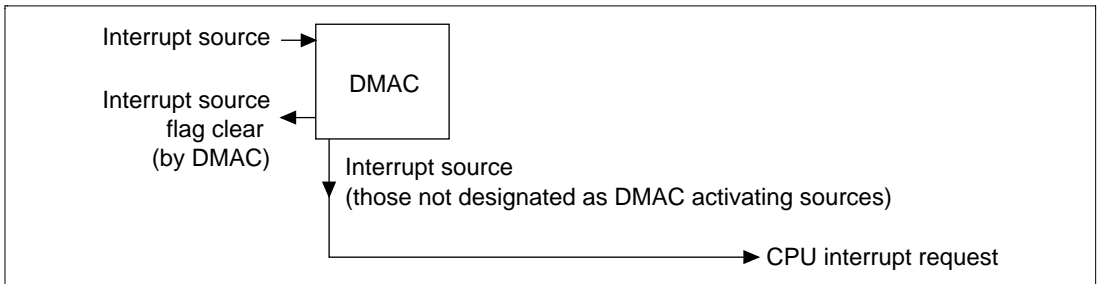 Interrupt source
DMAC
Interrupt source
flag clear
(by DMAC)
Interrupt source
(those not designated as DMAC activating sources)
CPU interrupt request